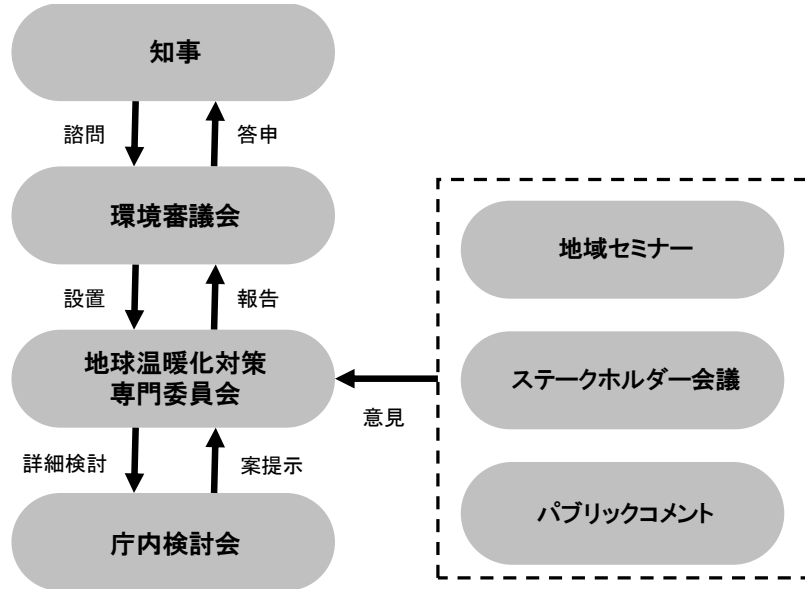 知事
諮問
答申
環境審議会
設置
報告
地球温暖化対策
専門委員会
詳細検討
案提示
庁内検討会
意見
地域セミナー
ステークホルダー会議
パブリックコメント